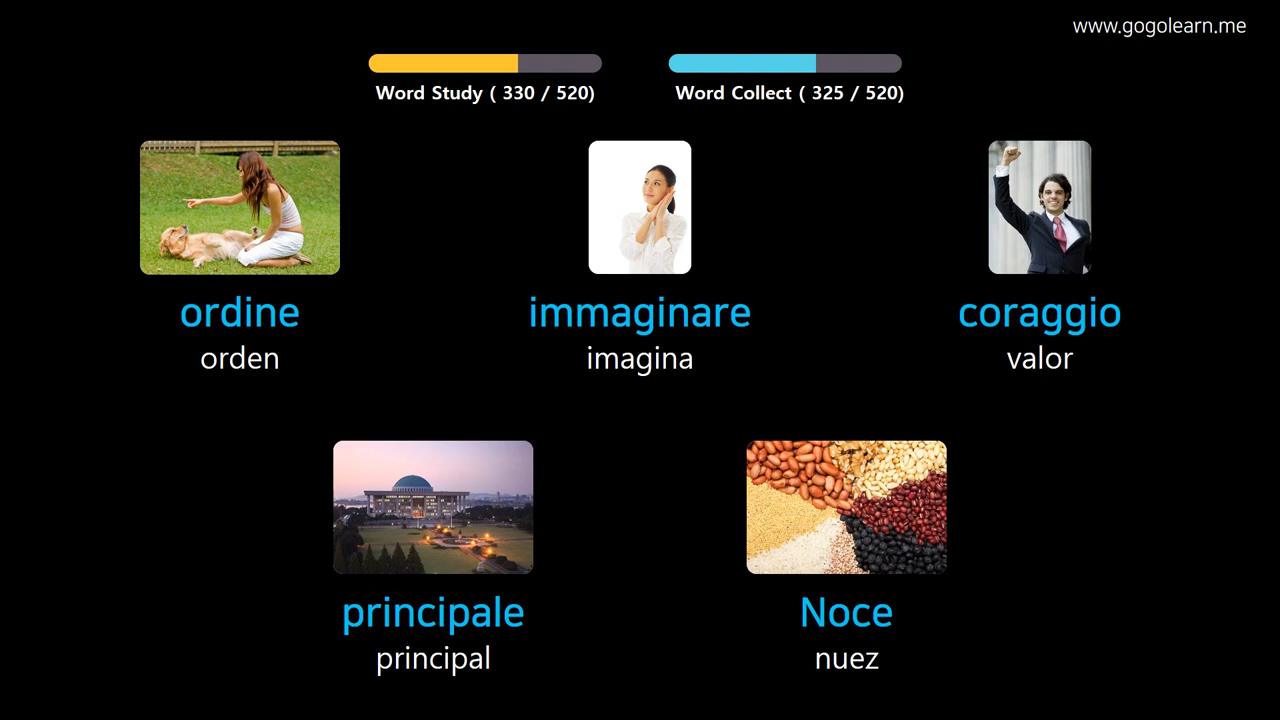 www.gogolearn.me
Word Study ( 330 / 520)
Word Collect ( 325 / 520)
ordine
orden
immaginare
imagina
coraggio
valor
principale
principal
Noce
nuez